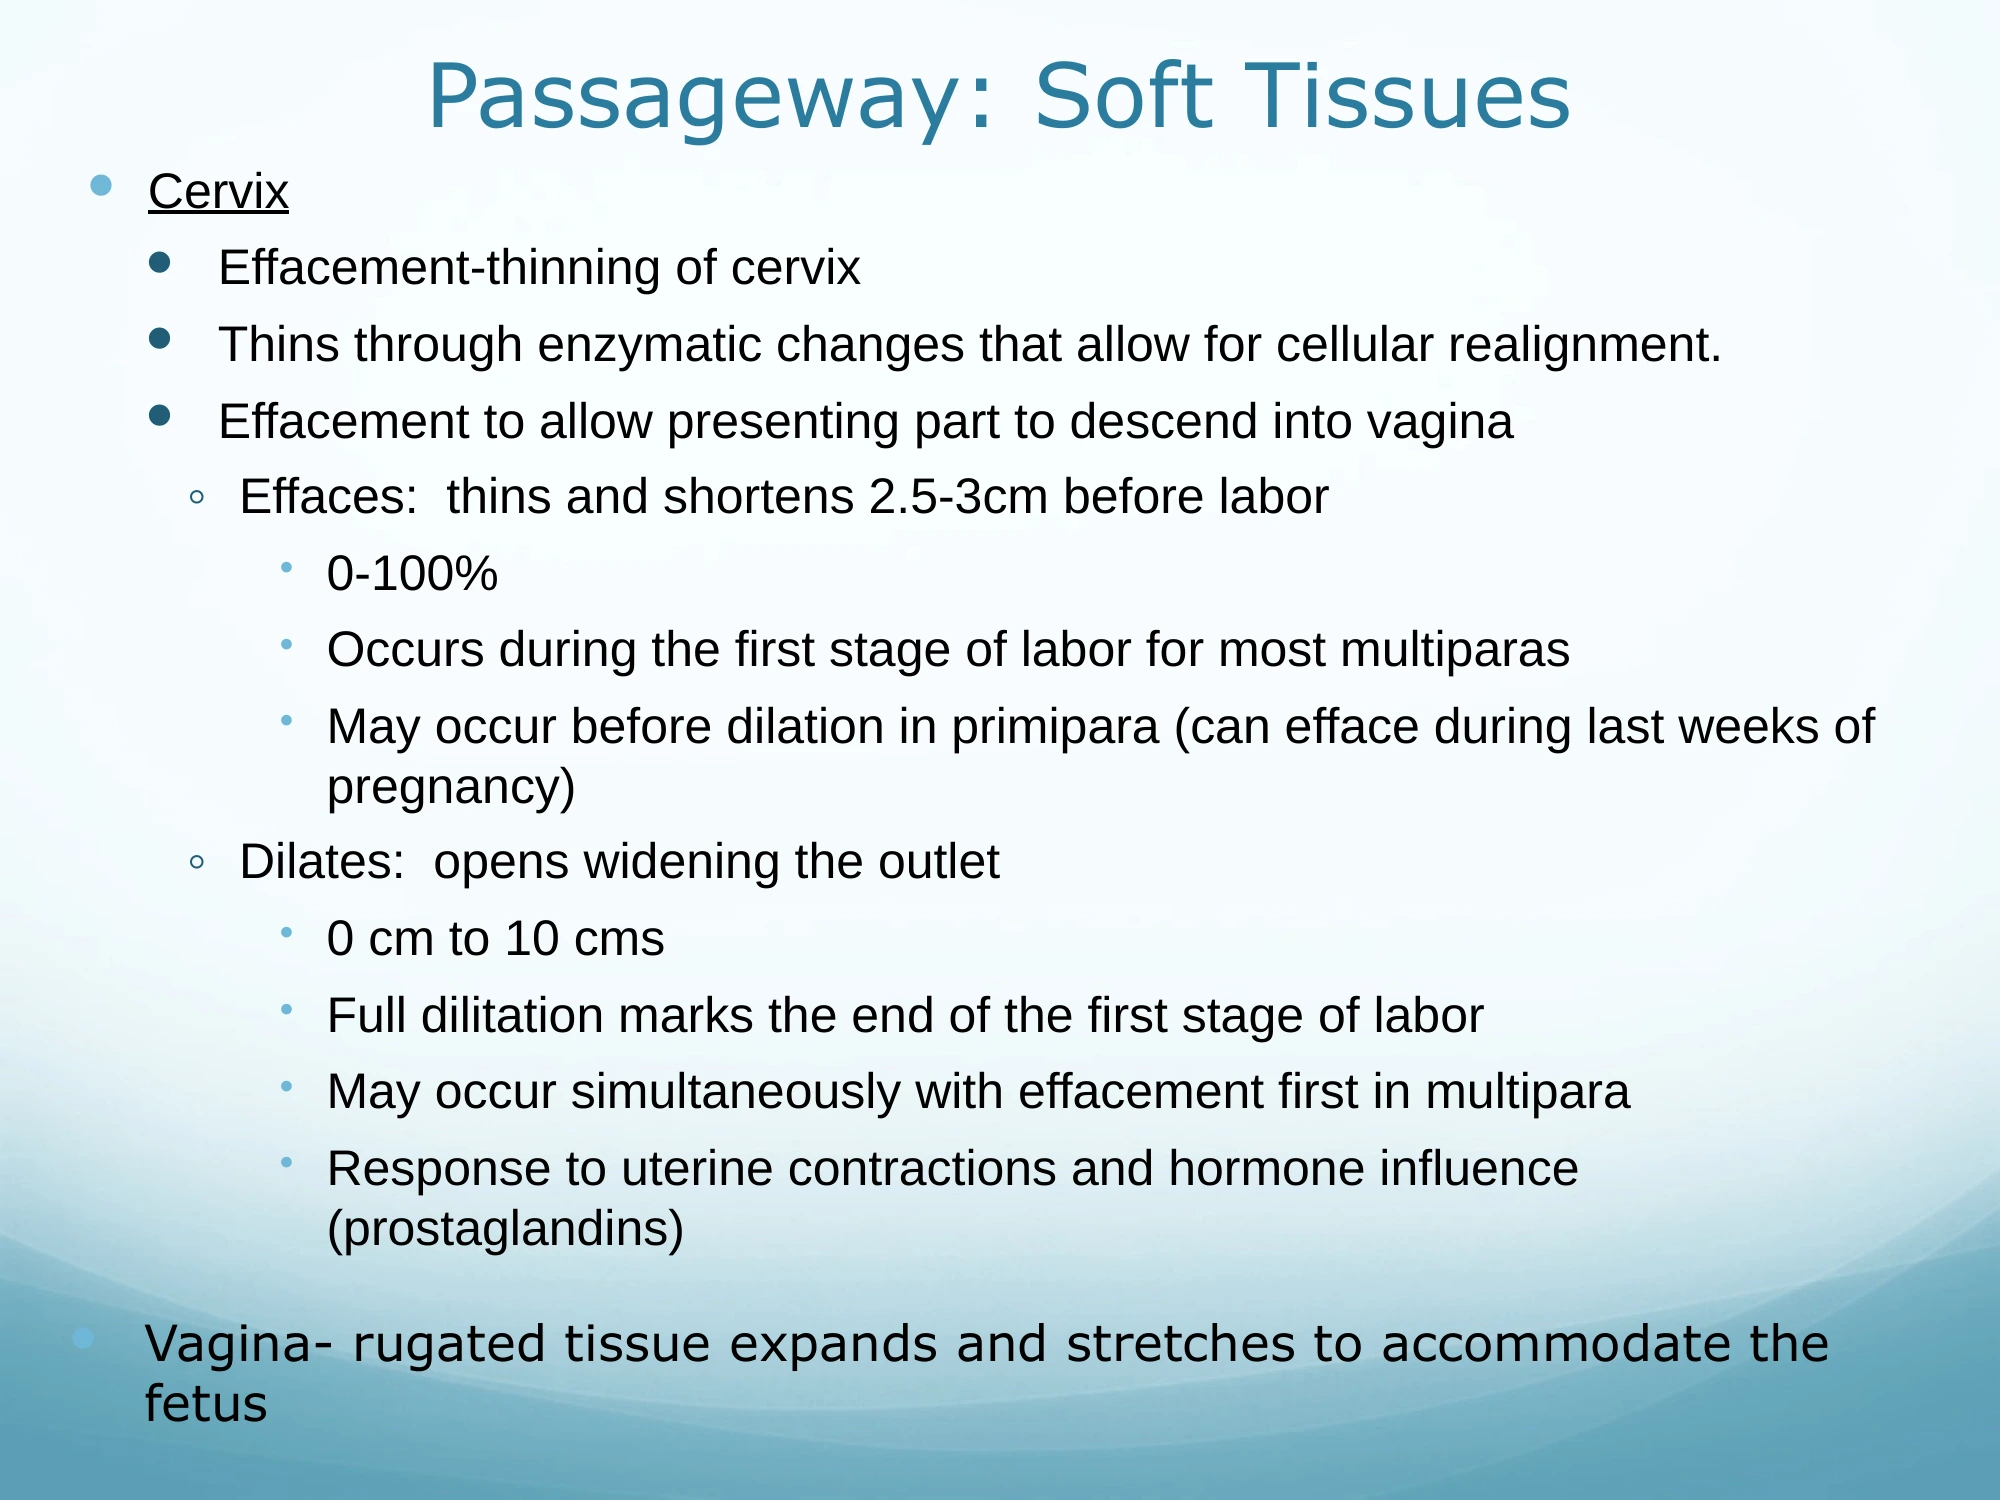 Passageway: Soft Tissues
Cervix
Effacement-thinning of cervix
Thins through enzymatic changes that allow for cellular realignment.
Effacement to allow presenting part to descend into vagina
Effaces:  thins and shortens 2.5-3cm before labor
0-100%
Occurs during the first stage of labor for most multiparas
May occur before dilation in primipara (can efface during last weeks of
pregnancy)
Dilates:  opens widening the outlet
0 cm to 10 cms
Full dilitation marks the end of the first stage of labor
May occur simultaneously with effacement first in multipara
Response to uterine contractions and hormone influence
(prostaglandins)
Vagina- rugated tissue expands and stretches to accommodate the
fetus